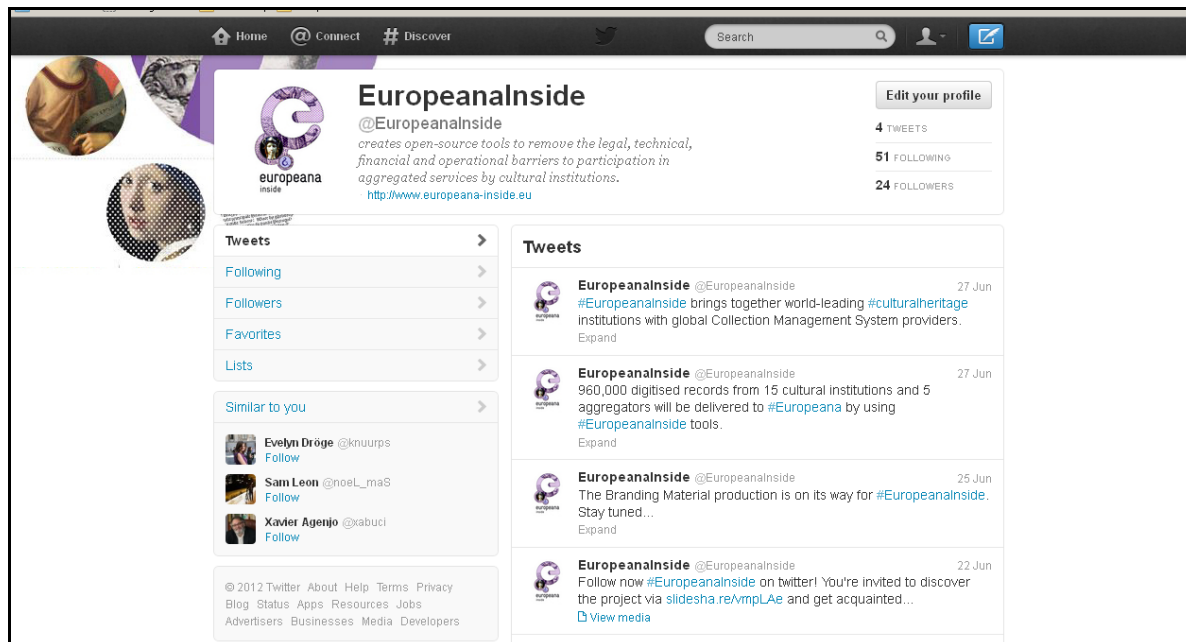 Home @ Connect # Discover
Search
EuropeanaInside
@EuropeanaInside
creates open-source tools to remove the legal, technical,
financial and operational barriers to participation in
aggregated services by cultural institutions.
http://www.europeana-inside.eu
europeana
inside
Edit your profile
4 TWEETS
51 FOLLOWING
24 FOLLOWERS
Tweets
Following
Followers
Favorites
Lists
Similar to you
Evelyn Dröge @knuurps
Follow
Sam Leon @noeL_maS
Follow
Xavier Agenjo @xabuci
Follow
© 2012 Twitter About Help Terms Privacy
Blog Status Apps Resources Jobs
Advertisers Businesses Media Developers
Tweets
EuropeanaInside @EuropeanaInside 27 Jun
#EuropeanaInside brings together world-leading #culturalheritage
institutions with global Collection Management System providers.
Expand
EuropeanaInside @EuropeanaInside 27 Jun
960,000 digitised records from 15 cultural institutions and 5
aggregators will be delivered to #Europeana by using
#EuropeanaInside tools.
Expand
EuropeanaInside @EuropeanaInside 25 Jun
The Branding Material production is on its way for #EuropeanaInside.
Stay tuned...
Expand
EuropeanaInside @EuropeanaInside 22 Jun
Follow now #EuropeanaInside on twitter! You're invited to discover
the project via slidesha.re/vmpLAe and get acquainted...
View media